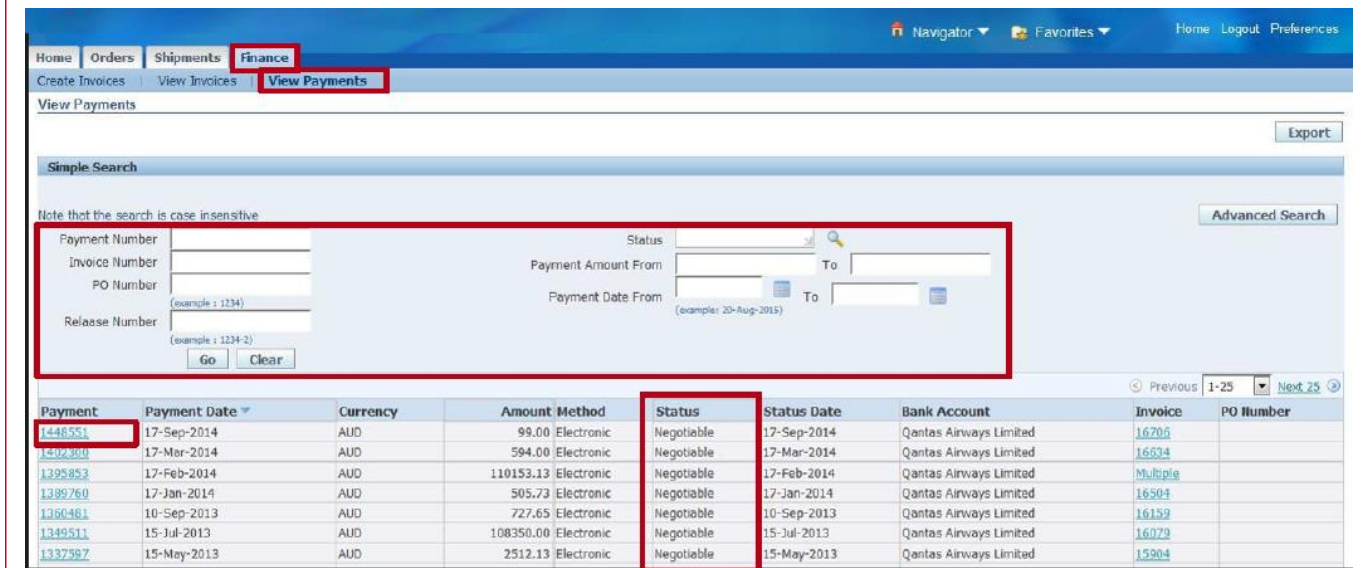 Navigator Favorites Home Logout Preferences
Home Orders Shipments Finance
Create Invoices | View Invoices | View Payments
View Payments
Export
Simple Search
Note that the search is case insensitive
Advanced Search
Payment Number Status
Invoice Number Payment Amount From To
PO Number Payment Date From To
(example : 1234) (example: 20-Aug-2015)
Release Number
(example : 1234-2)
Go Clear
Previous 1-25 Next 25
Payment Payment Date Currency Amount Method Status Status Date Bank Account Invoice PO Number
1448551 17-Sep-2014 AUD 99.00 Electronic Negotiable 17-Sep-2014 Qantas Airways Limited 16706
1402360 17-Mar-2014 AUD 594.00 Electronic Negotiable 17-Mar-2014 Qantas Airways Limited 16634
1395853 17-Feb-2014 AUD 110153.13 Electronic Negotiable 17-Feb-2014 Qantas Airways Limited Multiple
1389760 17-Jan-2014 AUD 505.73 Electronic Negotiable 17-Jan-2014 Qantas Airways Limited 16504
1360481 10-Sep-2013 AUD 727.65 Electronic Negotiable 10-Sep-2013 Qantas Airways Limited 16159
1349511 15-Jul-2013 AUD 108350.00 Electronic Negotiable 15-Jul-2013 Qantas Airways Limited 16079
1337597 15-May-2013 AUD 2512.13 Electronic Negotiable 15-May-2013 Qantas Airways Limited 15904